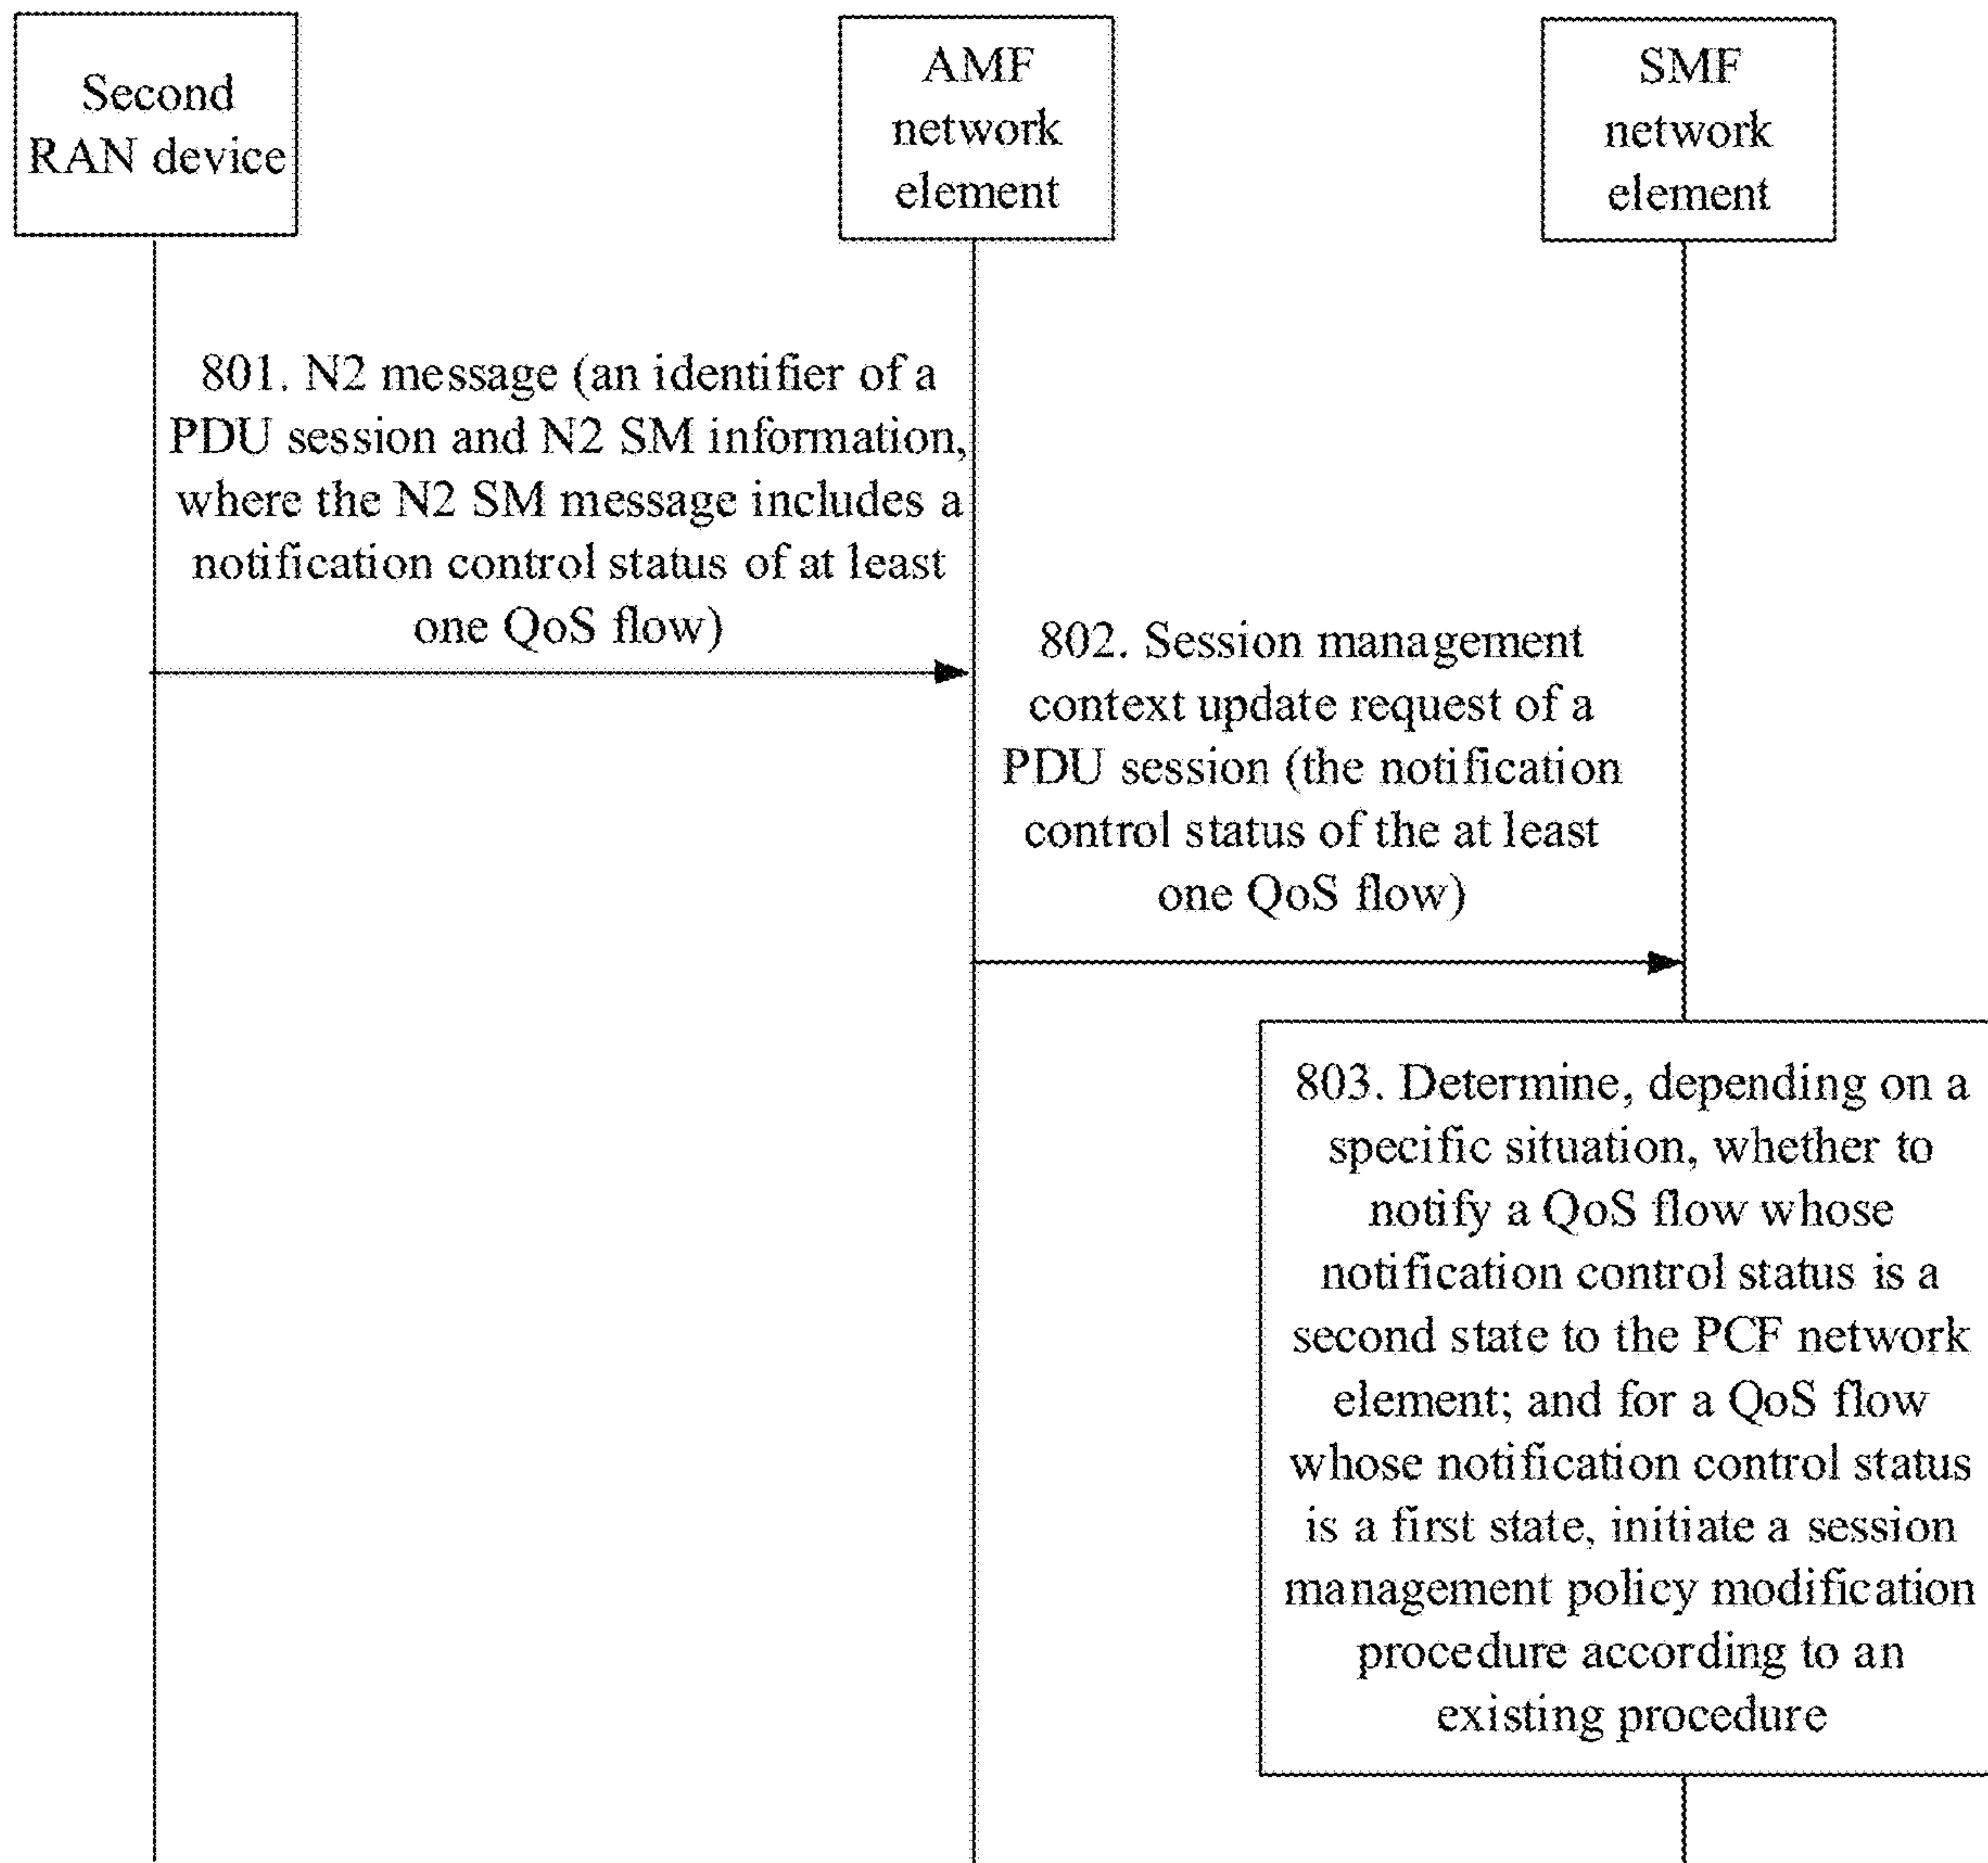 Second
RAN device
AMF
network
element
SMF
network
element
801. N2 message (an identifier of a
PDU session and N2 SM information,
where the N2 SM message includes a
notification control status of at least
one QoS flow)
802. Session management
context update request of a
PDU session (the notification
control status of the at least
one QoS flow)
803. Determine, depending on a
specific situation, whether to
notify a QoS flow whose
notification control status is a
second state to the PCF network
element; and for a QoS flow
whose notification control status
is a first state, initiate a session
management policy modification
procedure according to an
existing procedure